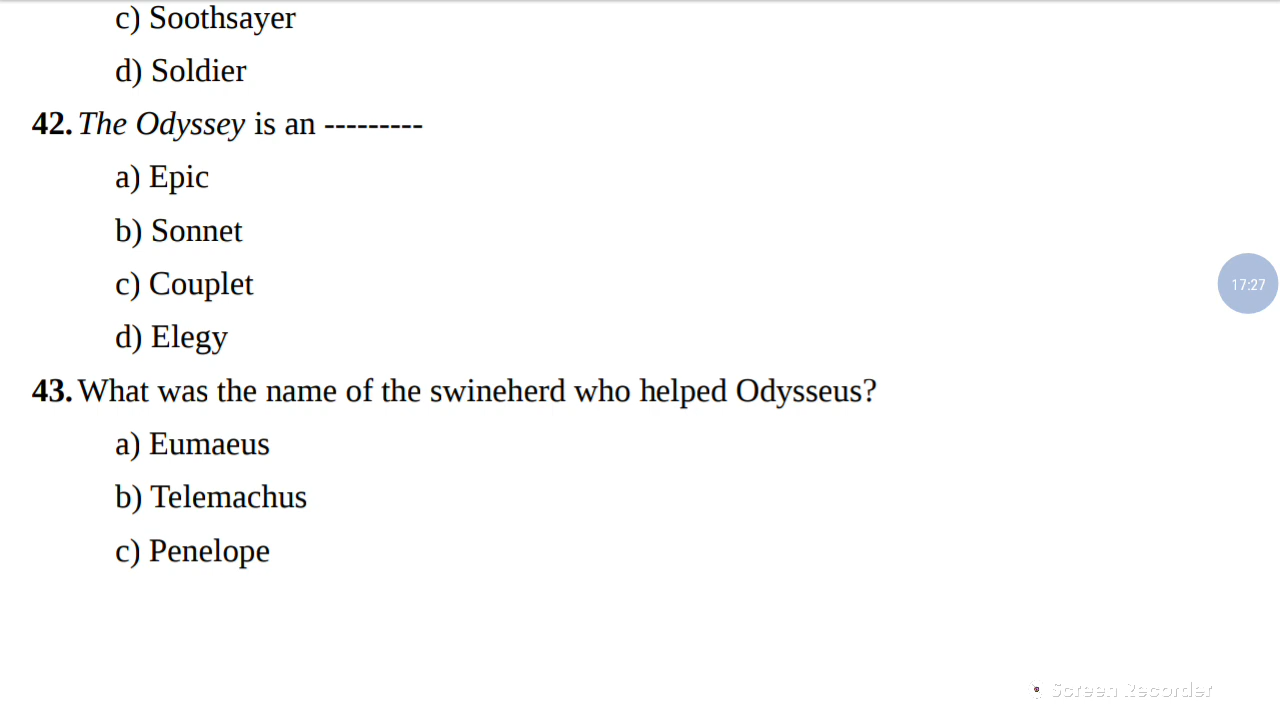 c) Soothsayer
d) Soldier
42. The Odyssey is an ---------
a) Epic
b) Sonnet
c) Couplet
d) Elegy
17:27
43. What was the name of the swineherd who helped Odysseus?
a) Eumaeus
b) Telemachus
c) Penelope
Screen Recorder